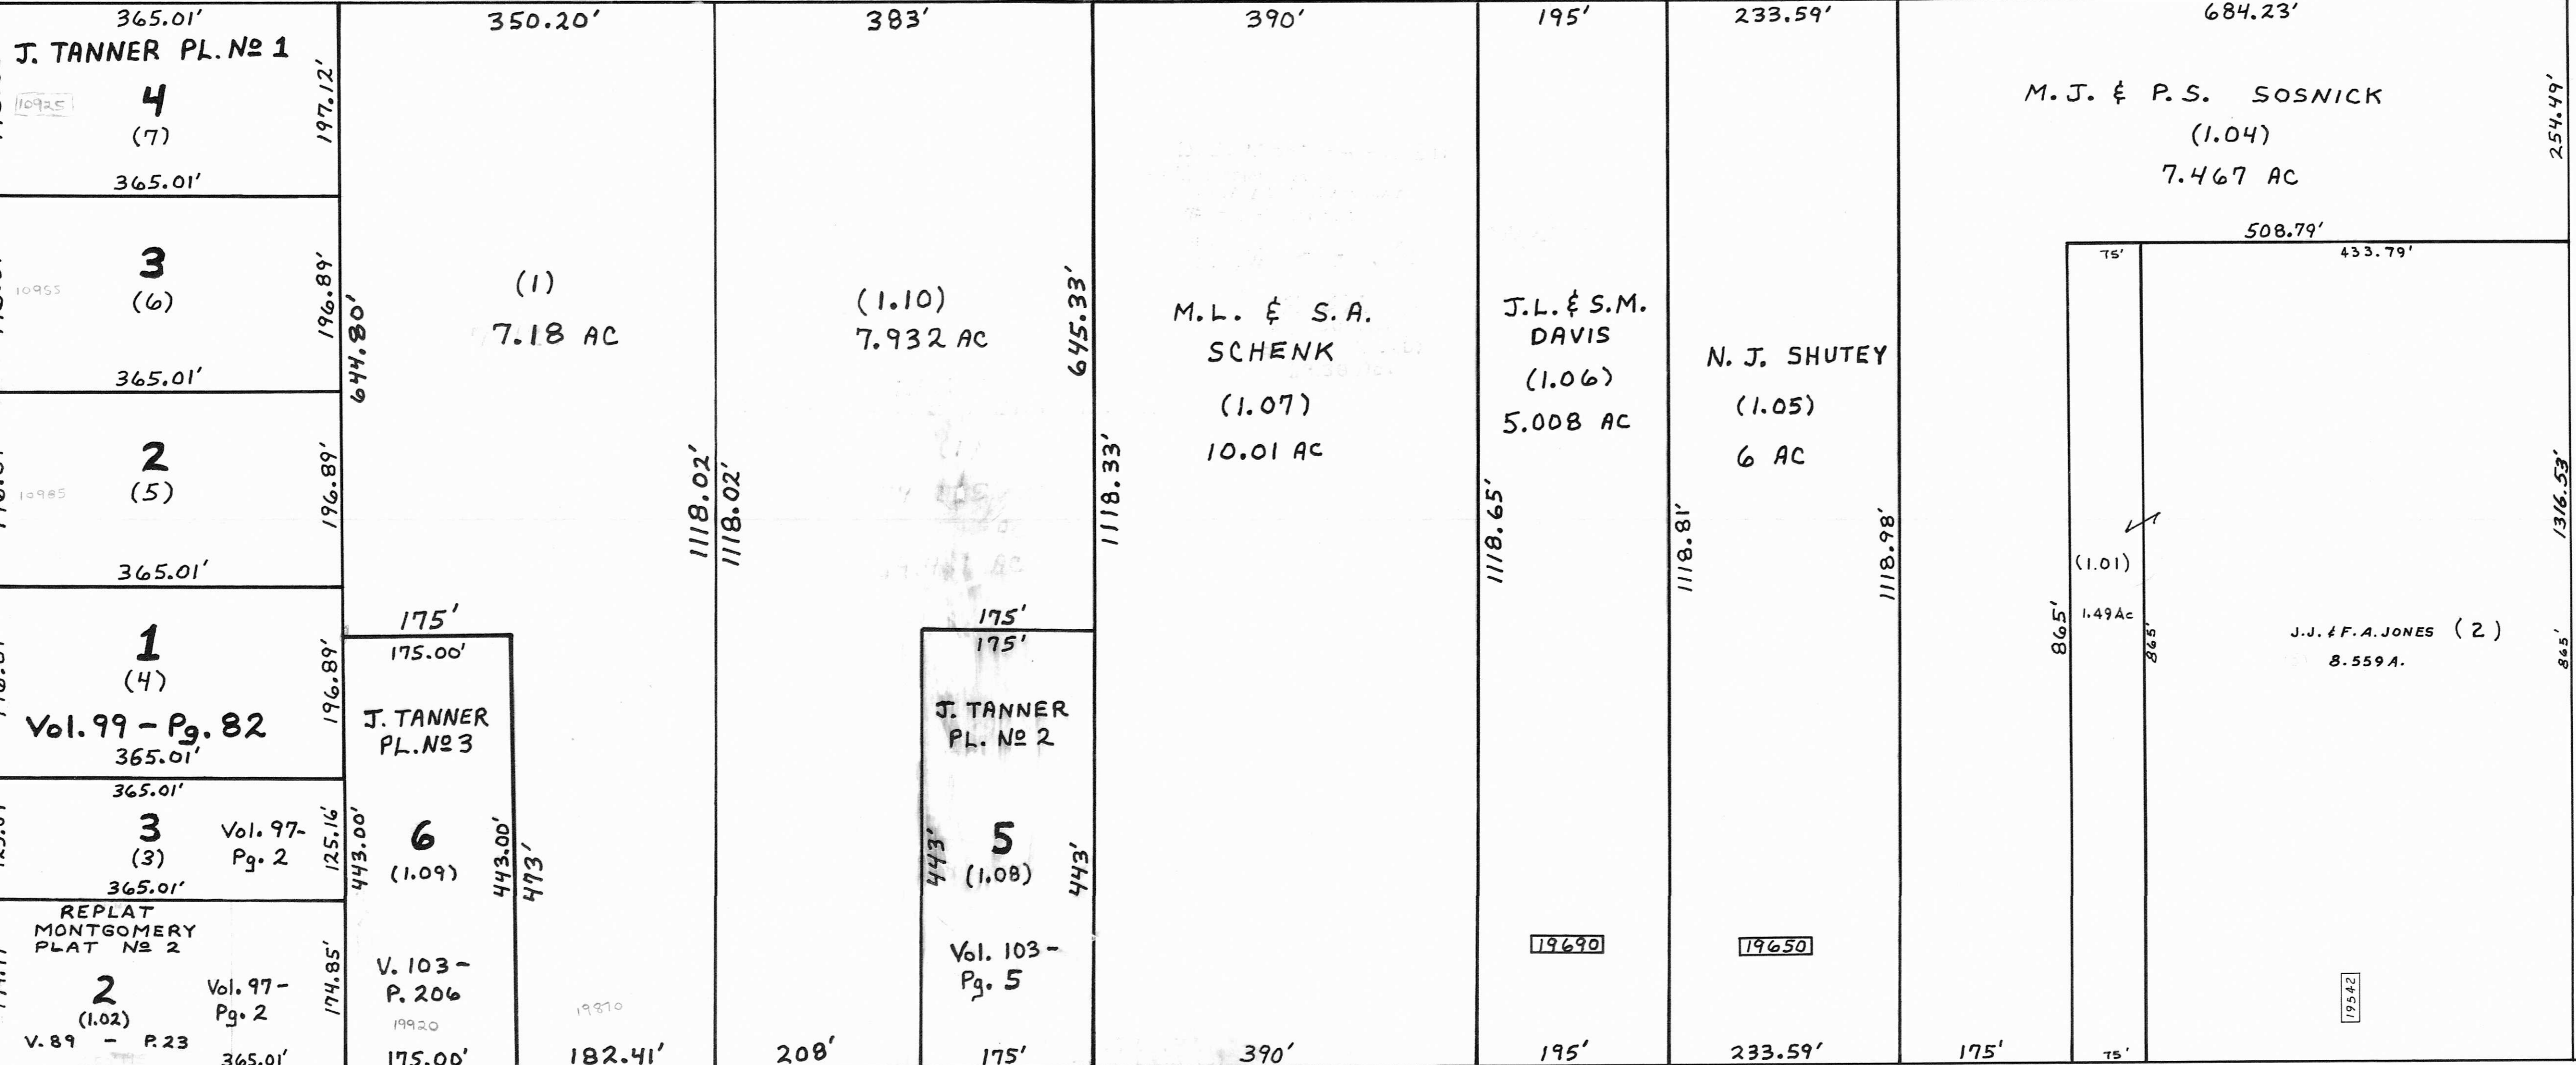 365.01'
J. TANNER PL. Nº 1
10925
4
(7)
197.12'
365.01'
3
(6)
10955
196.89'
365.01'
2
(5)
10985
196.89'
365.01'
1
(4)
196.89'
Vol. 99 - Pg. 82
365.01'
365.01'
3
(3)
Vol. 97-
Pg. 2
125.16'
365.01'
REPLAT
MONTGOMERY
PLAT Nº 2
2
(1.02)
Vol. 97-
Pg. 2
174.85'
V. 89 - P. 23
365.01'
350.20'
(1)
7.18 AC
644.80'
1118.02'
175'
175.00'
J. TANNER
PL. Nº 3
6
(1.09)
443.00'
443.00'
473'
V. 103-
P. 206
19920
175.00'
19870
182.41'
383'
(1.10)
7.932 AC
645.33'
1118.02'
175'
175'
J. TANNER
PL. Nº 2
5
(1.08)
443'
443'
Vol. 103-
Pg. 5
208'
175'
390'
M.L. & S.A.
SCHENK
(1.07)
10.01 AC
1118.33'
390'
195'
J.L. & S.M.
DAVIS
(1.06)
5.008 AC
1118.65'
19690
195'
233.59'
N. J. SHUTEY
(1.05)
6 AC
1118.81'
1118.98'
19650
233.59'
684.23'
M. J. & P. S. SOSNICK
(1.04)
7.467 AC
254.49'
508.79'
75'
433.79'
(1.01)
1.49 Ac
865'
865'
1316.53'
J.J. & F.A. JONES (2)
8.559 A.
865'
19542
175'
75'